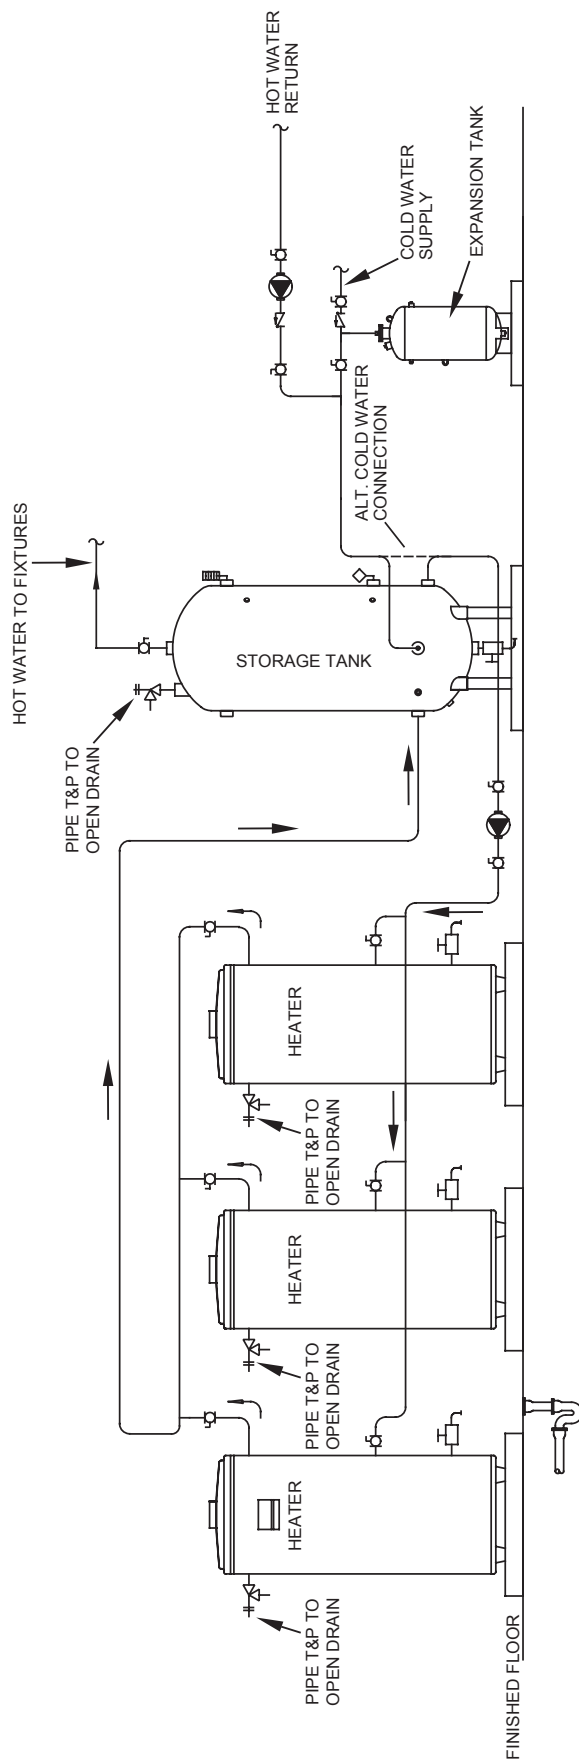 HOT WATER TO FIXTURES
PIPE T&P TO
OPEN DRAIN
STORAGE TANK
HOT WATER
RETURN
COLD WATER
SUPPLY
ALT. COLD WATER
CONNECTION
EXPANSION TANK
HEATER
HEATER
HEATER
PIPE T&P TO
OPEN DRAIN
PIPE T&P TO
OPEN DRAIN
PIPE T&P TO
OPEN DRAIN
FINISHED FLOOR